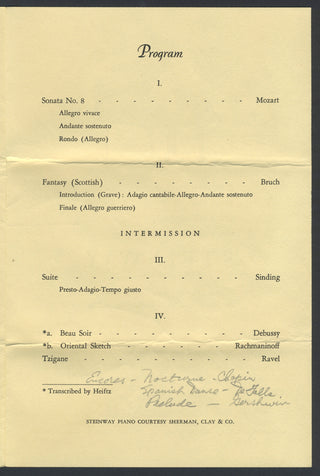 Program
I.
Sonata No. 8 - - - - - - - - - Mozart
Allegro vivace
Andante sostenuto
Rondo (Allegro)
II.
Fantasy (Scottish) - - - - - - - Bruch
Introduction (Grave): Adagio cantabile-Allegro-Andante sostenuto
Finale (Allegro guerriero)
INTERMISSION
III.
Suite - - - - - - - - - - Sinding
Presto-Adagio-Tempo giusto
IV.
*a. Beau Soir - - - - - - - - Debussy
*b. Oriental Sketch - - - - - - Rachmaninoff
Tzigane - - - - - - - - - Ravel
Encores - Nocturne - Chopin
Spanish Dance - De Falla
Prelude - Gershwin
* Transcribed by Heifitz
STEINWAY PIANO COURTESY SHERMAN, CLAY & CO.